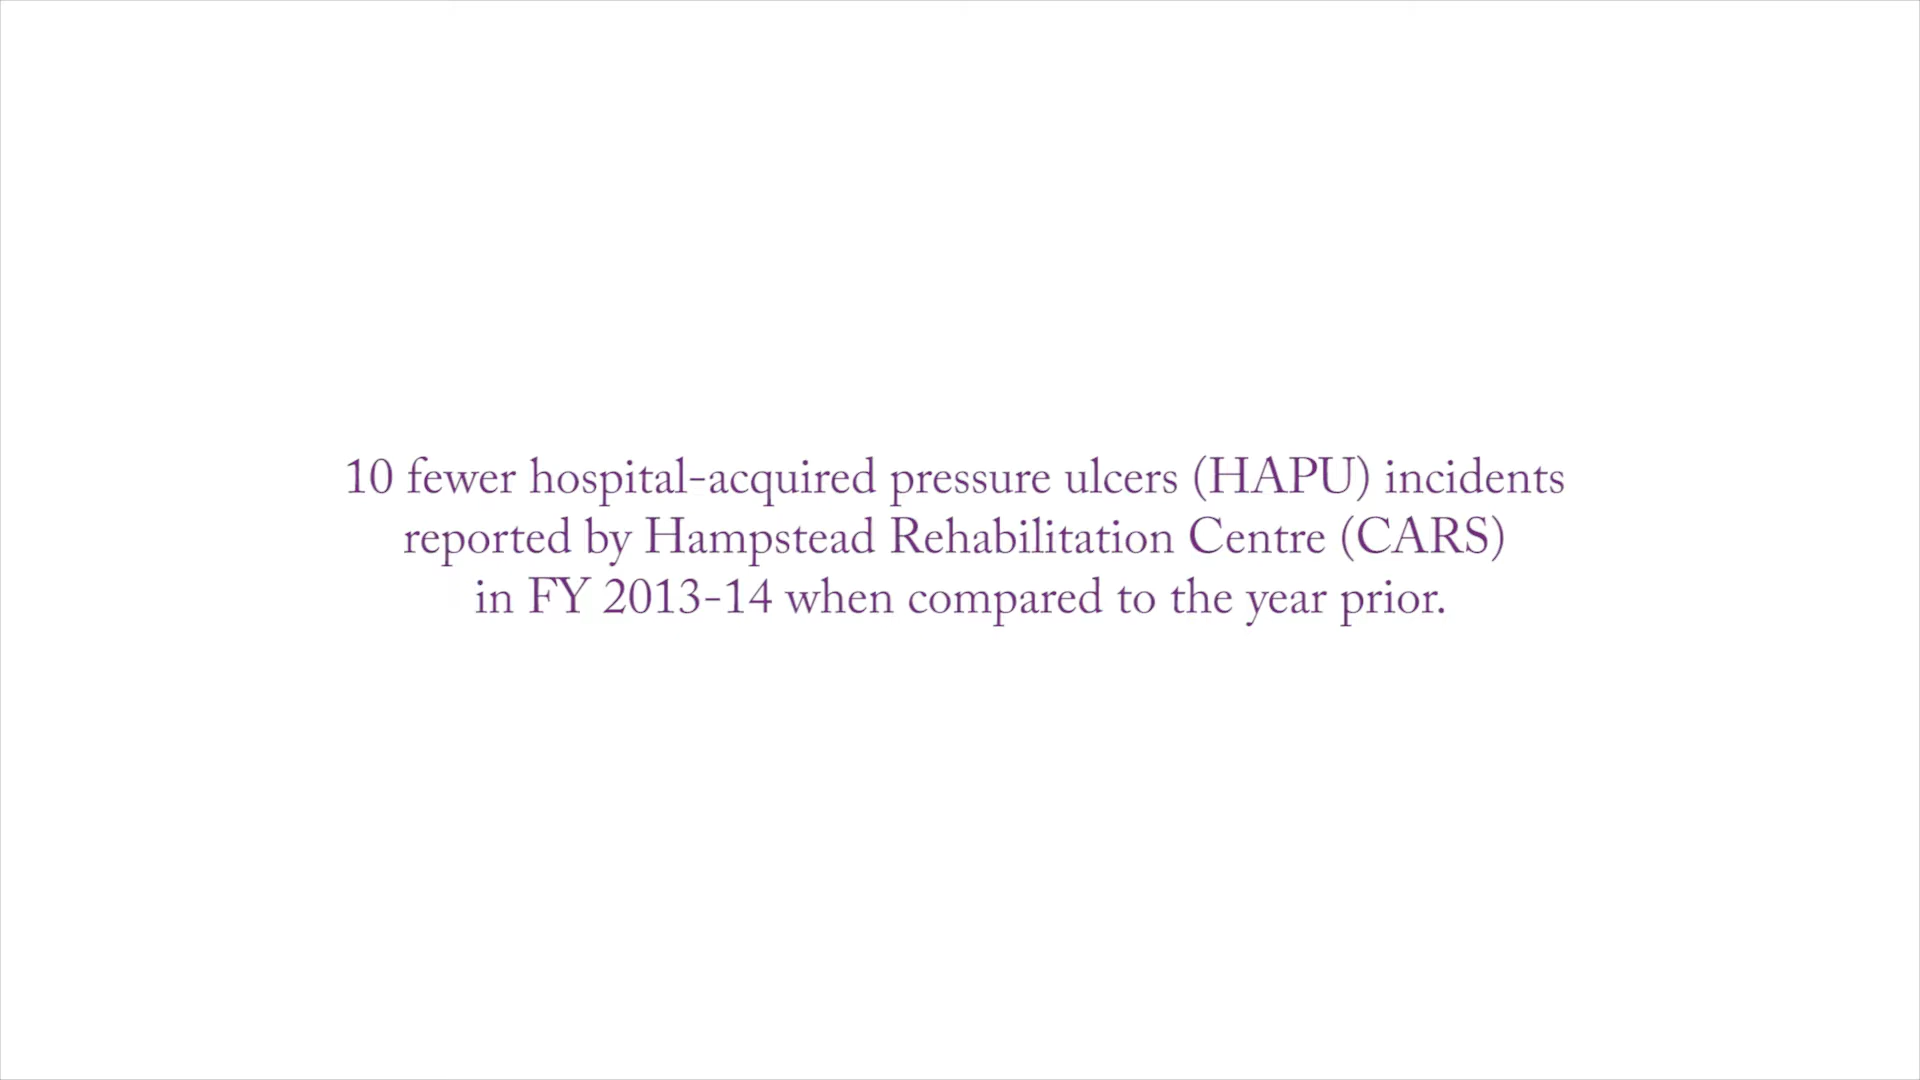 10 fewer hospital-acquired pressure ulcers (HAPU) incidents
reported by Hampstead Rehabilitation Centre (CARS)
in FY 2013-14 when compared to the year prior.